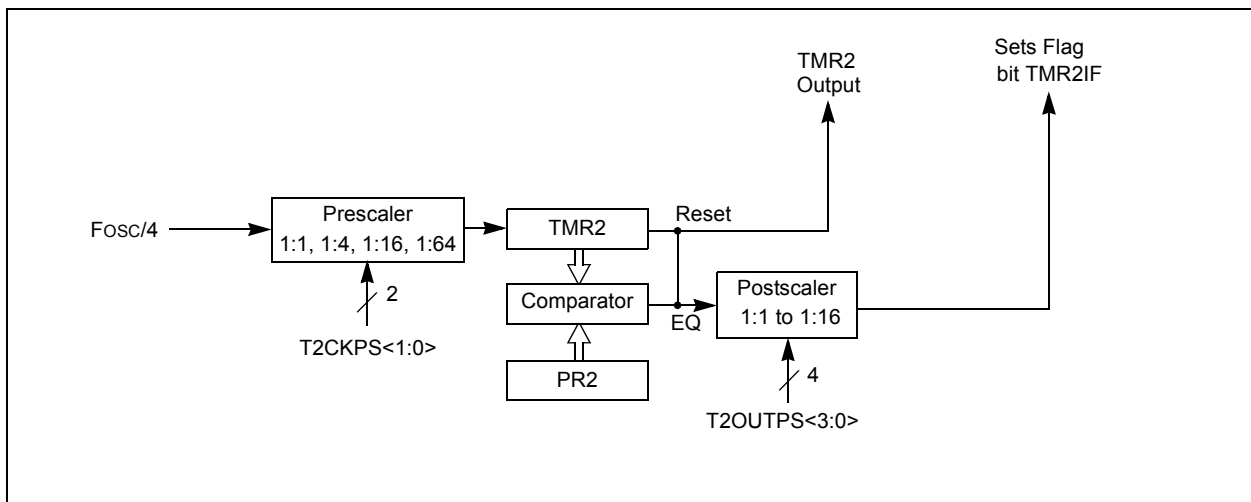 TMR2
Output
Sets Flag
bit TMR2IF
Fosc/4
Prescaler
1:1, 1:4, 1:16, 1:64
2
T2CKPS<1:0>
TMR2
Reset
Comparator
EQ
PR2
Postscaler
1:1 to 1:16
4
T2OUTPS<3:0>